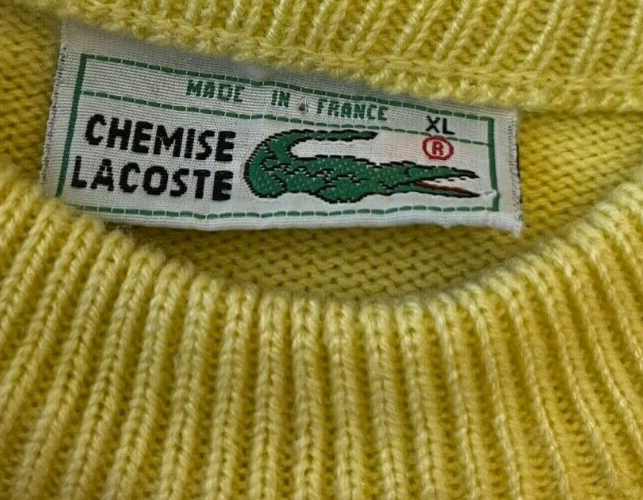 MADE IN FRANCE
XL
®
CHEMISE
LACOSTE